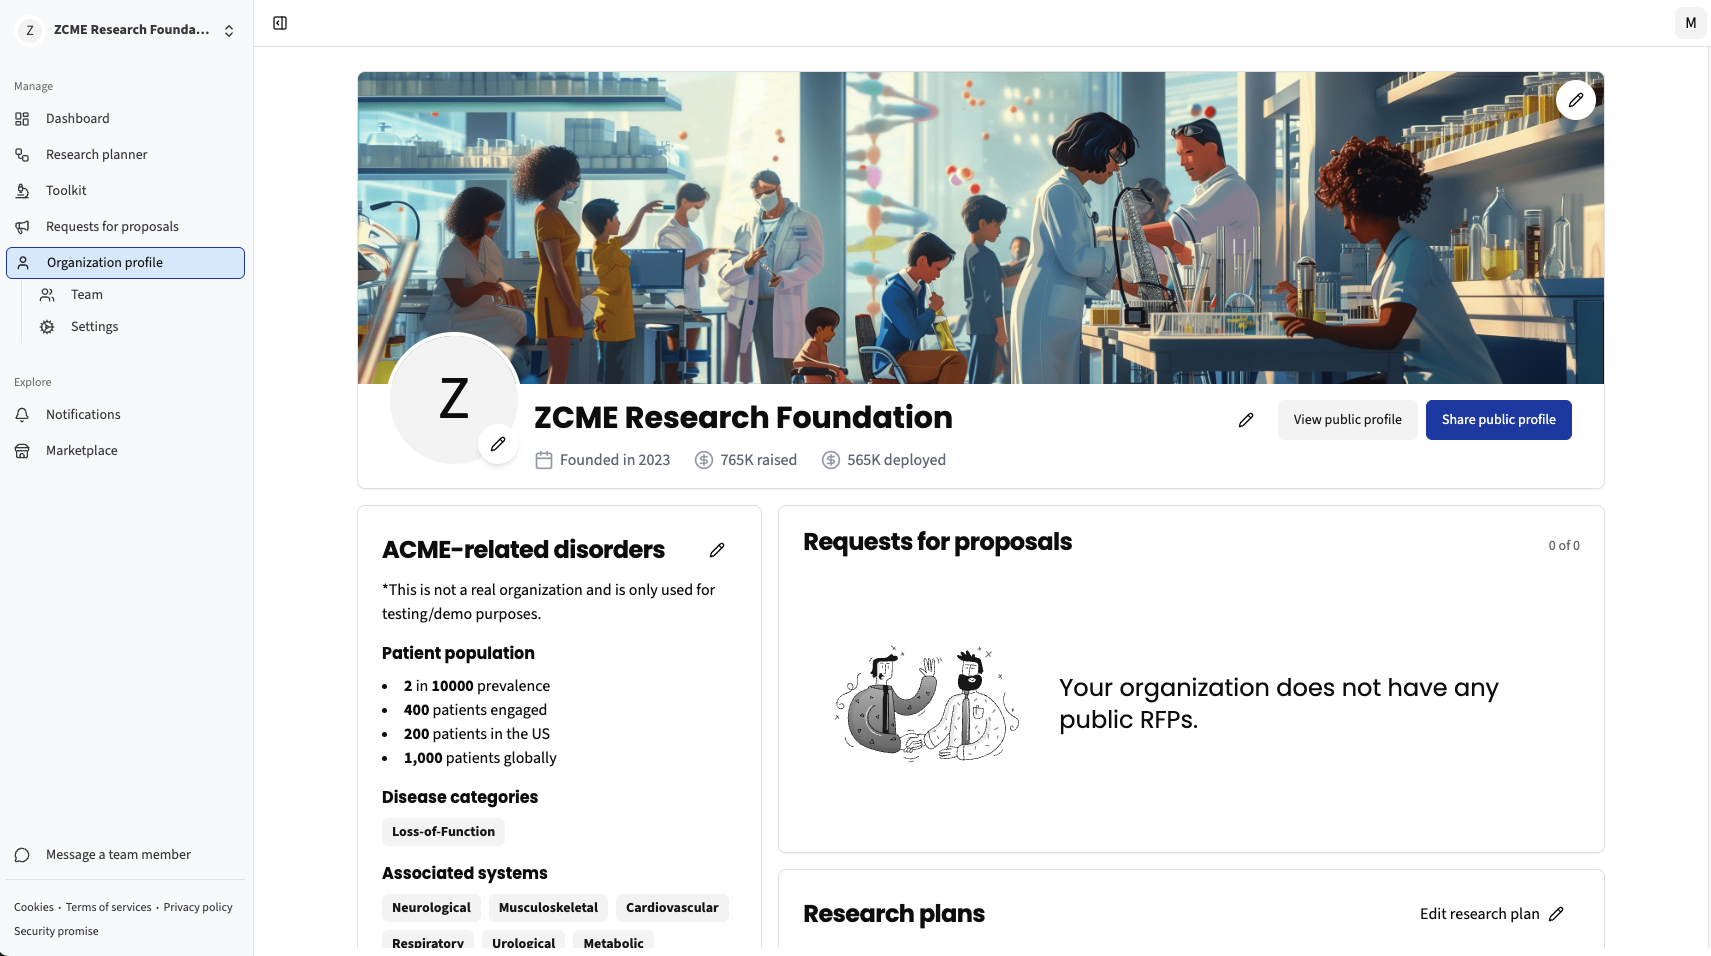 Z
ZCME Research Founda...
M
Manage
Dashboard
Research planner
Toolkit
Requests for proposals
Organization profile
Team
Settings
Explore
Notifications
Marketplace
Message a team member
Cookies · Terms of services · Privacy policy
Security promise
Z
ZCME Research Foundation
View public profile
Share public profile
Founded in 2023
765K raised
565K deployed
ACME-related disorders
*This is not a real organization and is only used for
testing/demo purposes.
Patient population
• 2 in 10000 prevalence
• 400 patients engaged
• 200 patients in the US
• 1,000 patients globally
Disease categories
Loss-of-Function
Associated systems
Neurological Musculoskeletal Cardiovascular
Respiratory Urological Metabolic
Requests for proposals
0 of 0
Your organization does not have any
public RFPs.
Research plans
Edit research plan